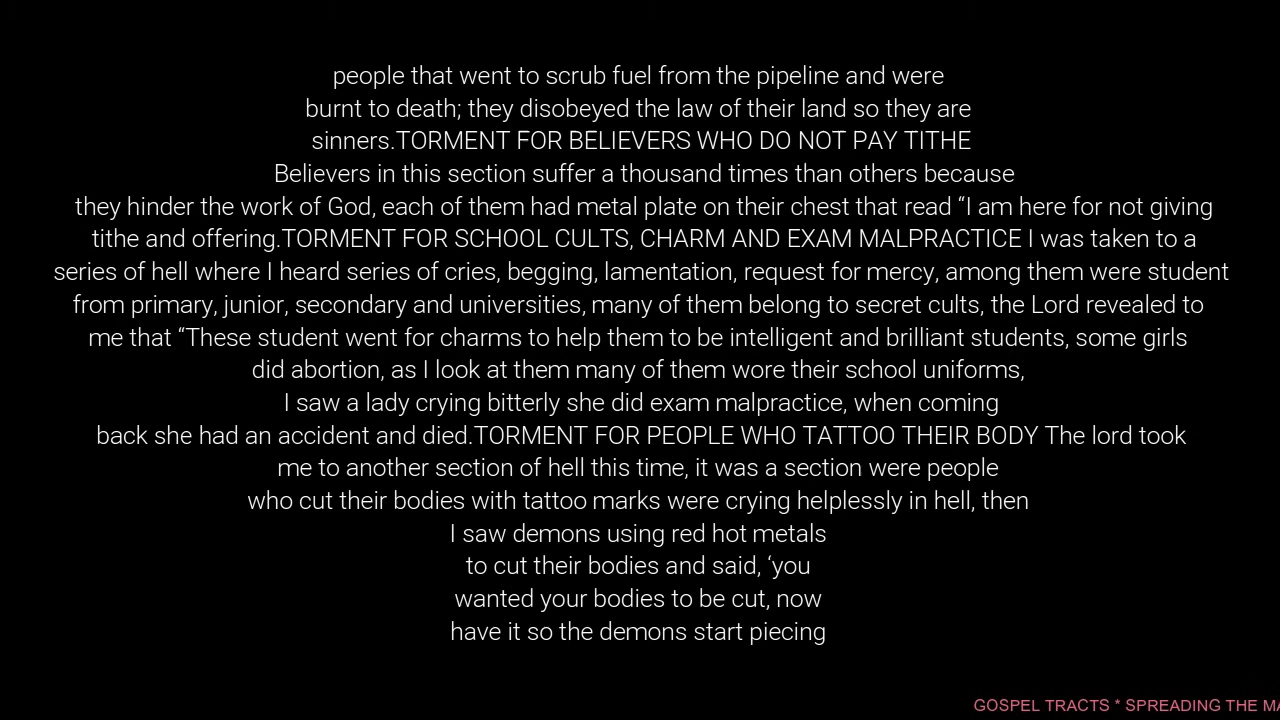 people that went to scrub fuel from the pipeline and were
burnt to death; they disobeyed the law of their land so they are
sinners.TORMENT FOR BELIEVERS WHO DO NOT PAY TITHE
Believers in this section suffer a thousand times than others because
they hinder the work of God, each of them had metal plate on their chest that read “I am here for not giving
tithe and offering.TORMENT FOR SCHOOL CULTS, CHARM AND EXAM MALPRACTICE I was taken to a
series of hell where I heard series of cries, begging, lamentation, request for mercy, among them were student
from primary, junior, secondary and universities, many of them belong to secret cults, the Lord revealed to
me that “These student went for charms to help them to be intelligent and brilliant students, some girls
did abortion, as I look at them many of them wore their school uniforms,
I saw a lady crying bitterly she did exam malpractice, when coming
back she had an accident and died.TORMENT FOR PEOPLE WHO TATTOO THEIR BODY The lord took
me to another section of hell this time, it was a section were people
who cut their bodies with tattoo marks were crying helplessly in hell, then
I saw demons using red hot metals
to cut their bodies and said, ‘you
wanted your bodies to be cut, now
have it so the demons start piecing
GOSPEL TRACTS * SPREADING THE